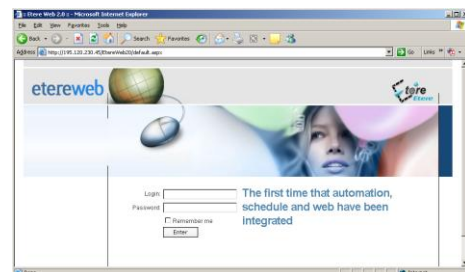 Etere Web 2.0 : - Microsoft Internet Explorer
File Edit View Favorites Tools Help
Back Search Favorites
Address Go Links
etereweb
Etere
Login
The first time that automation,
Password
schedule and web have been
Remember me
integrated
Enter